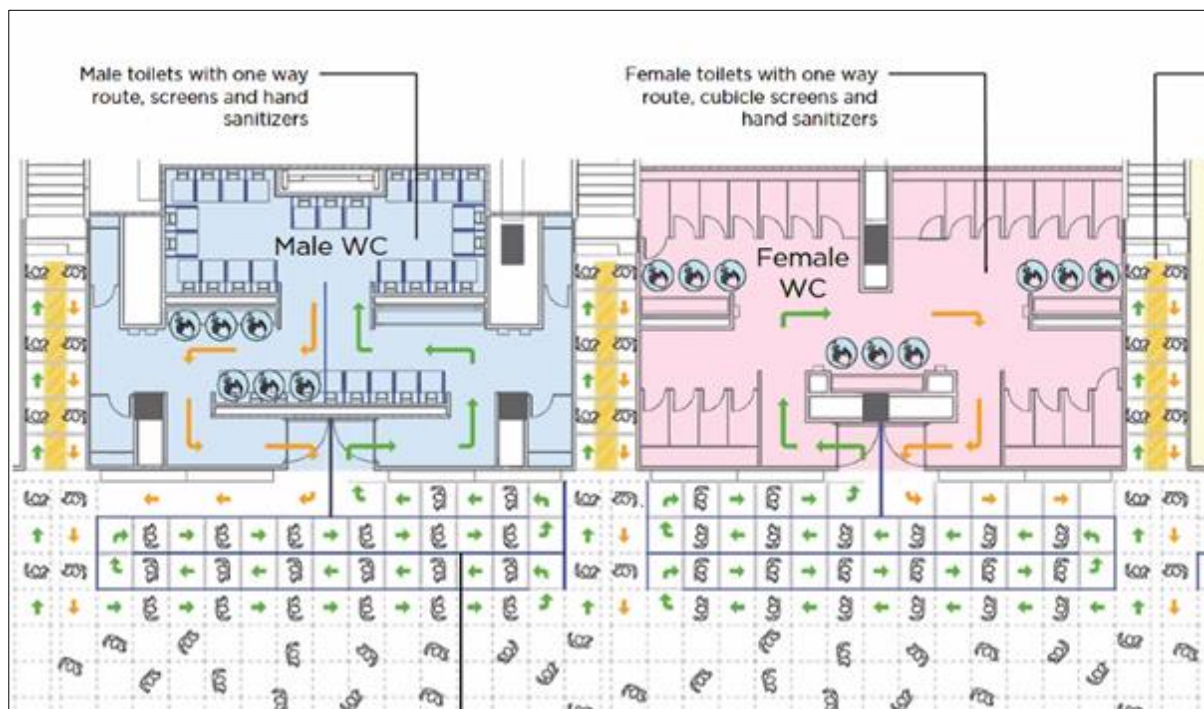 Male toilets with one way
route, screens and hand
sanitizers
Female toilets with one way
route, cubicle screens and
hand sanitizers
Male WC
Female
WC